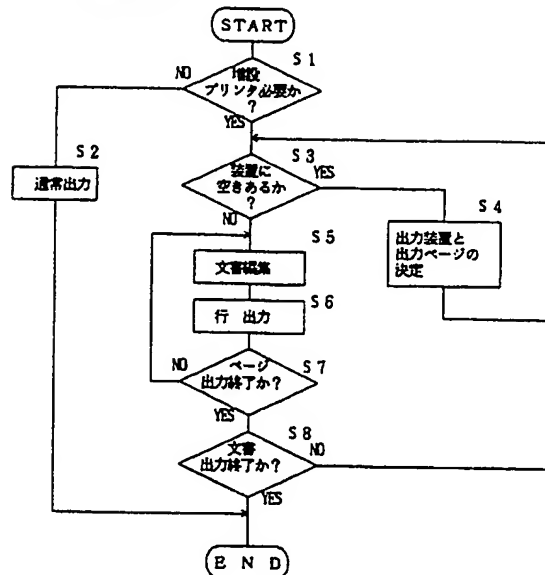 START
S1
増設
プリンタ必要か
?
NO
YES
S2
通常出力
S3
装置に
空きあるか
?
YES
NO
S4
出力装置と
出力ページの
決定
S5
文書編集
S6
行 出力
S7
ページ
出力終了か?
NO
YES
S8
文書
出力終了か?
NO
YES
END